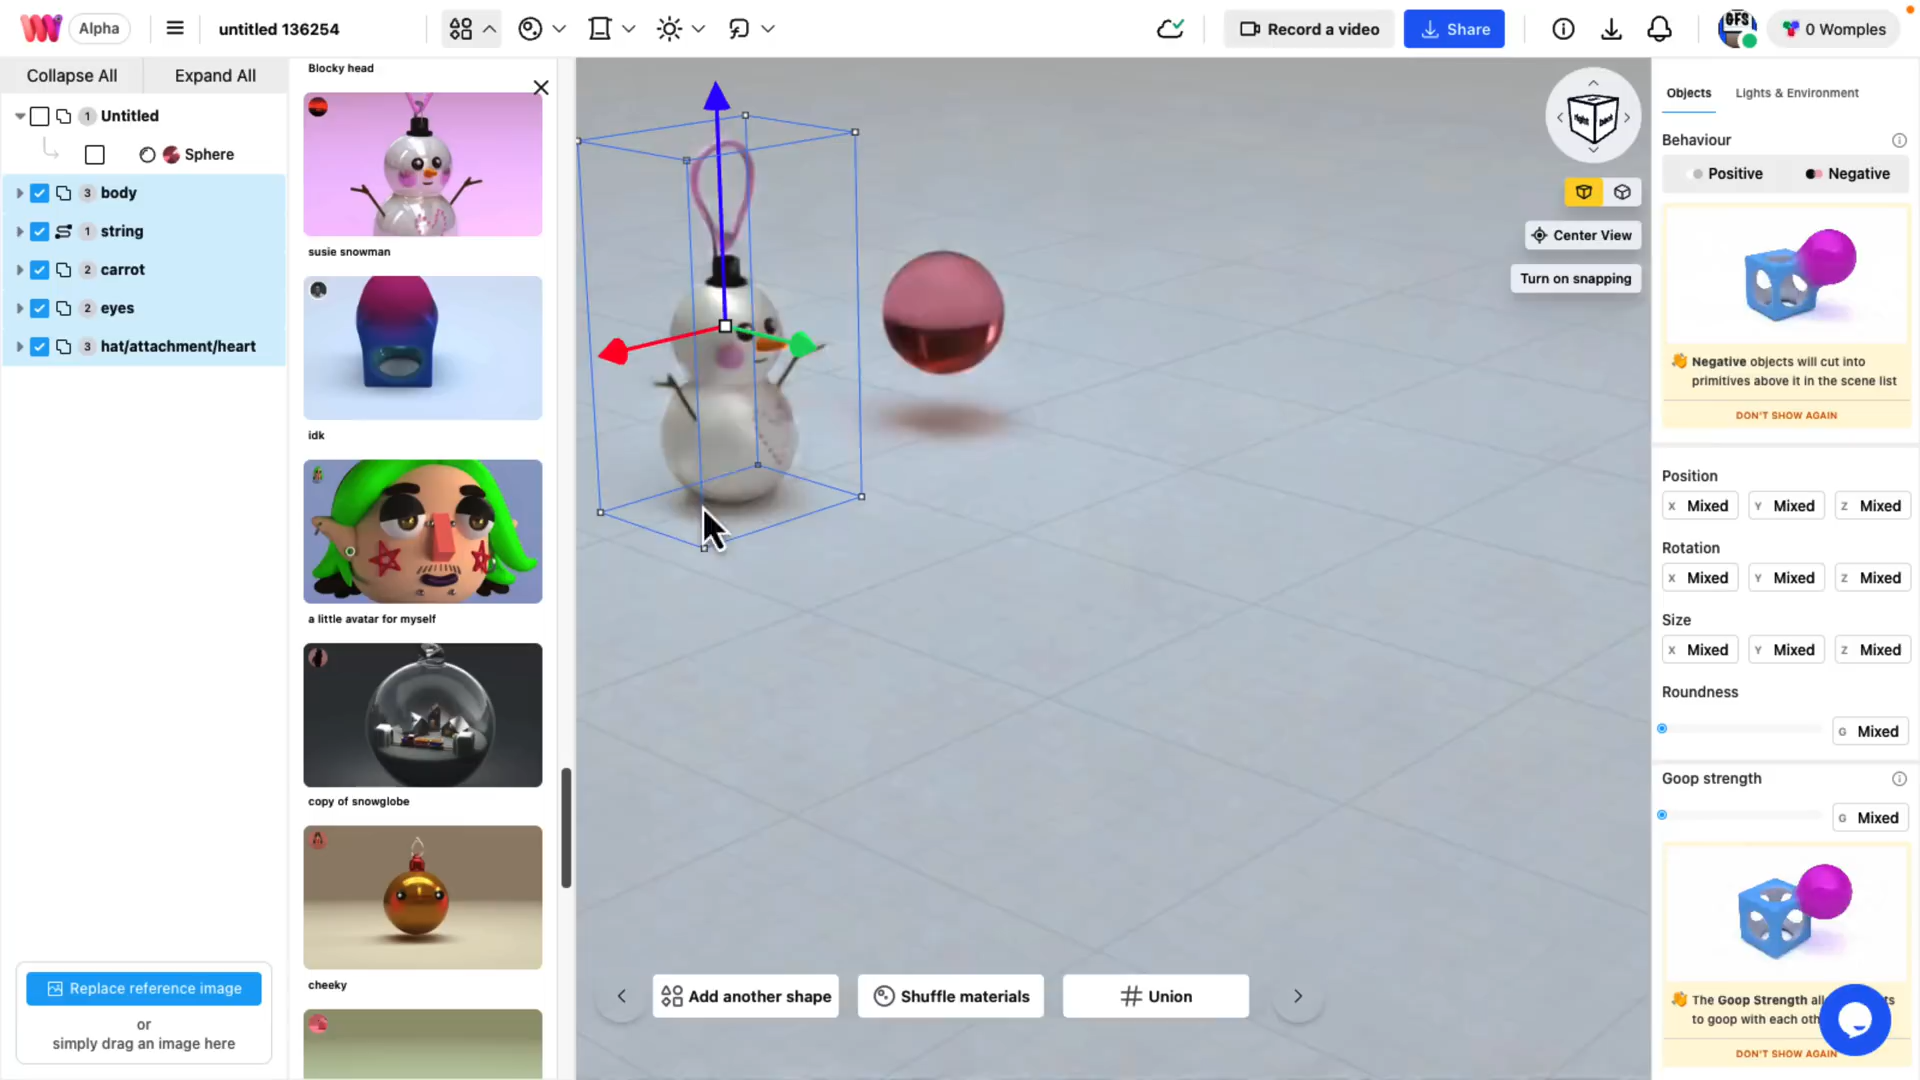 Alpha
untitled 136254
Record a video
Share
GFS
0 Womples
Collapse All
Expand All
1 Untitled
Sphere
3 body
1 string
2 carrot
2 eyes
3 hat/attachment/heart
Replace reference image
or
simply drag an image here
Blocky head
susie snowman
idk
a little avatar for myself
copy of snowglobe
cheeky
right
back
Center View
Turn on snapping
Add another shape
Shuffle materials
Union
Objects
Lights & Environment
Behaviour
Positive
Negative
Negative objects will cut into
primitives above it in the scene list
DON'T SHOW AGAIN
Position
X Mixed
Y Mixed
Z Mixed
Rotation
X Mixed
Y Mixed
Z Mixed
Size
X Mixed
Y Mixed
Z Mixed
Roundness
G Mixed
Goop strength
G Mixed
The Goop Strength
to goop with each
DON'T SHOW AGAIN